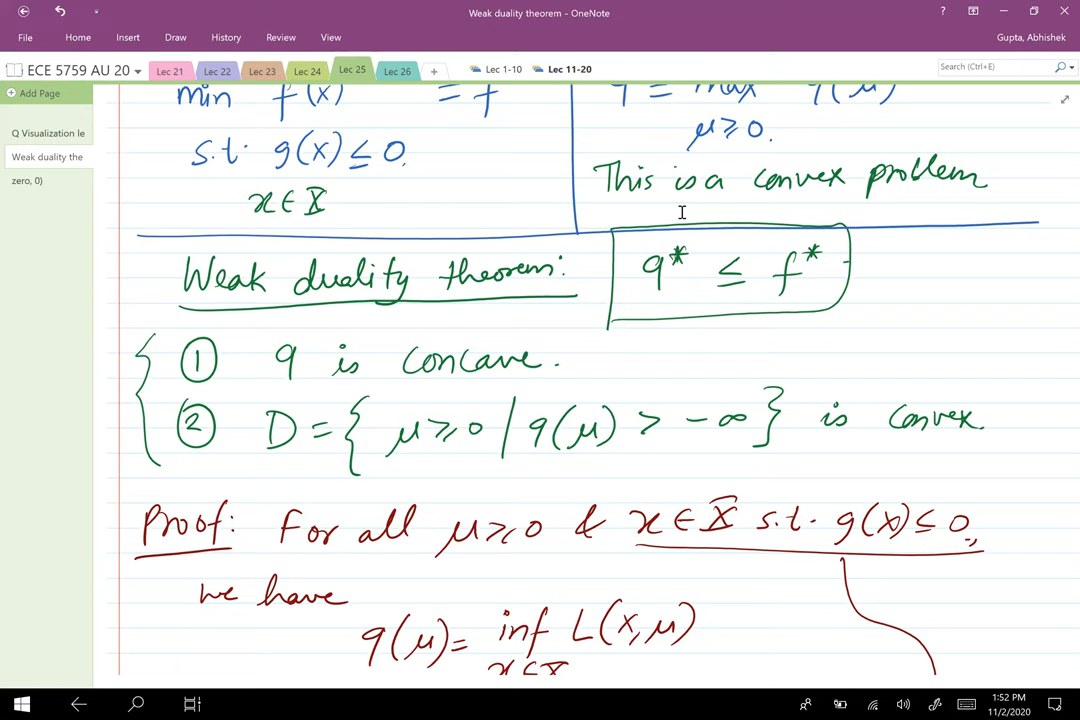 Weak duality theorem - OneNote
?
File Home Insert Draw History Review View
Gupta, Abhishek
ECE 5759 AU 20
Lec 21 Lec 22 Lec 23 Lec 24 Lec 25 Lec 26 +
Lec 1-10 Lec 11-20
Search (Ctrl+E)
Add Page
Q Visualization le
Weak duality the
zero, 0)
min f(x) = f
s.t. g(x) ≤ 0.
x ∈ X
q = max q(μ)
μ ≥ 0.
This is a convex problem
Weak duality theorem: q* ≤ f*
① q is concave.
② D = { μ ≥ 0 | q(μ) > -∞ } is convex.
Proof: For all μ ≥ 0 & x ∈ X s.t. g(x) ≤ 0,
we have
q(μ) = inf L(x, μ)
x ∈ X
1:52 PM
11/2/2020